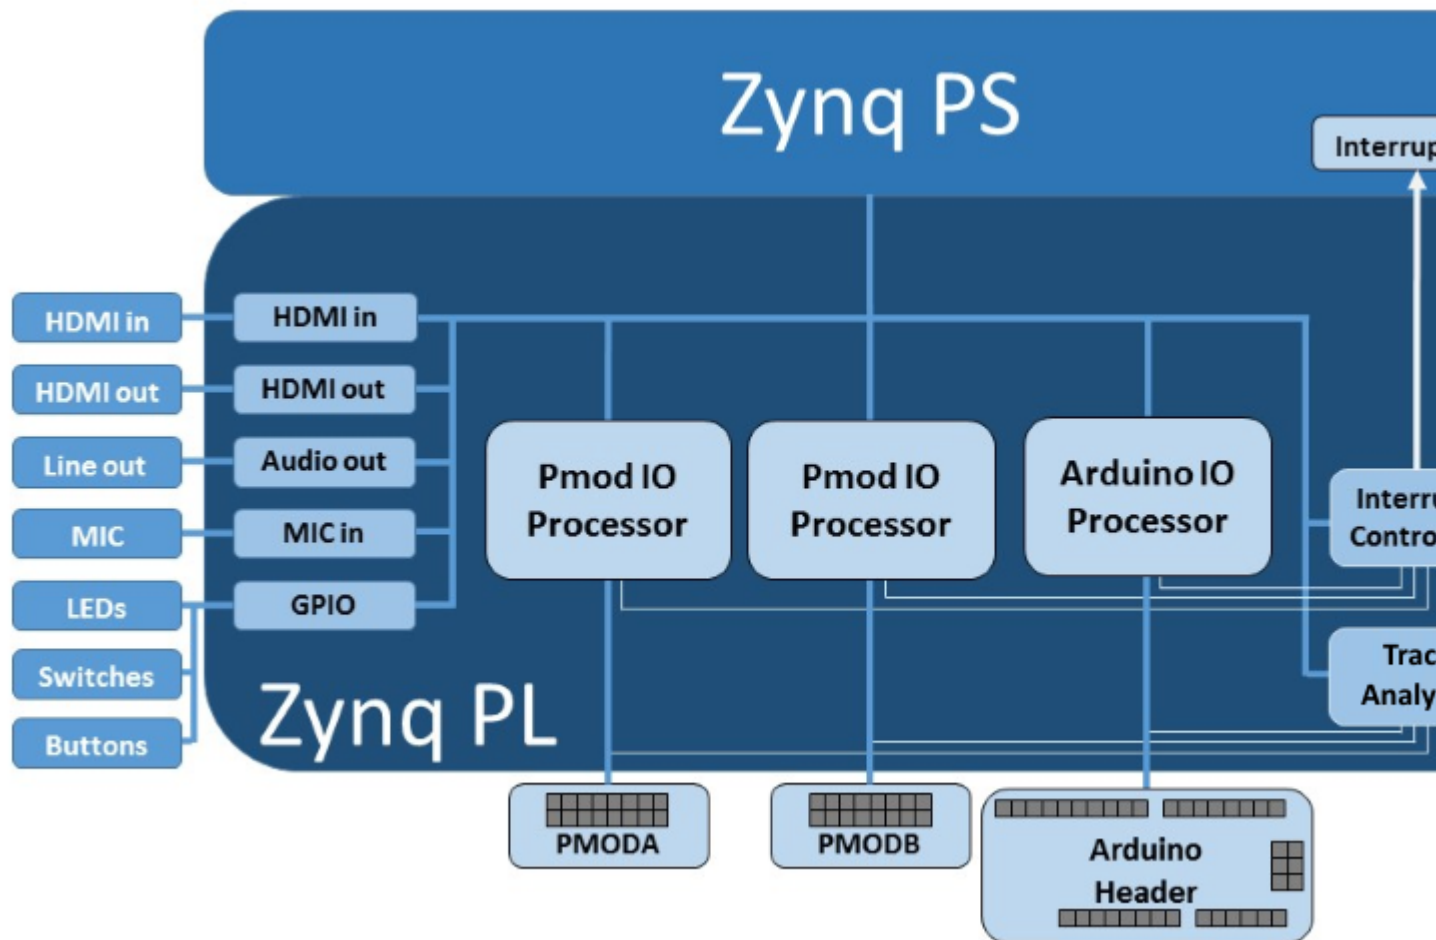 Zynq PS
Interrup
HDMI in
HDMI in
HDMI out
HDMI out
Line out
Audio out
MIC
MIC in
LEDs
GPIO
Switches
Buttons
Pmod IO
Processor
Pmod IO
Processor
Arduino IO
Processor
Interru
Contro
Trac
Analy
Zynq PL
PMODA
PMODB
Arduino
Header